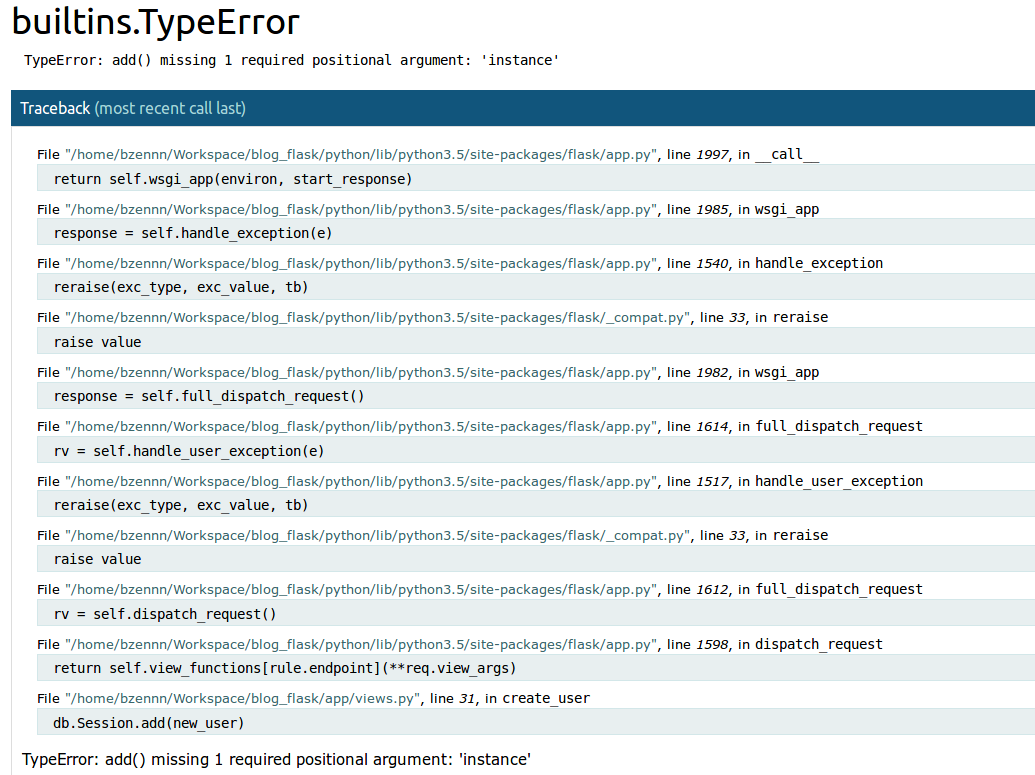 builtins.TypeError
TypeError: add() missing 1 required positional argument: 'instance'
Traceback (most recent call last)
File "/home/bzennn/Workspace/blog_flask/python/lib/python3.5/site-packages/flask/app.py", line 1997, in __call__
return self.wsgi_app(environ, start_response)
File "/home/bzennn/Workspace/blog_flask/python/lib/python3.5/site-packages/flask/app.py", line 1985, in wsgi_app
response = self.handle_exception(e)
File "/home/bzennn/Workspace/blog_flask/python/lib/python3.5/site-packages/flask/app.py", line 1540, in handle_exception
reraise(exc_type, exc_value, tb)
File "/home/bzennn/Workspace/blog_flask/python/lib/python3.5/site-packages/flask/_compat.py", line 33, in reraise
raise value
File "/home/bzennn/Workspace/blog_flask/python/lib/python3.5/site-packages/flask/app.py", line 1982, in wsgi_app
response = self.full_dispatch_request()
File "/home/bzennn/Workspace/blog_flask/python/lib/python3.5/site-packages/flask/app.py", line 1614, in full_dispatch_request
rv = self.handle_user_exception(e)
File "/home/bzennn/Workspace/blog_flask/python/lib/python3.5/site-packages/flask/app.py", line 1517, in handle_user_exception
reraise(exc_type, exc_value, tb)
File "/home/bzennn/Workspace/blog_flask/python/lib/python3.5/site-packages/flask/_compat.py", line 33, in reraise
raise value
File "/home/bzennn/Workspace/blog_flask/python/lib/python3.5/site-packages/flask/app.py", line 1612, in full_dispatch_request
rv = self.dispatch_request()
File "/home/bzennn/Workspace/blog_flask/python/lib/python3.5/site-packages/flask/app.py", line 1598, in dispatch_request
return self.view_functions[rule.endpoint](**req.view_args)
File "/home/bzennn/Workspace/blog_flask/app/views.py", line 31, in create_user
db.Session.add(new_user)
TypeError: add() missing 1 required positional argument: 'instance'